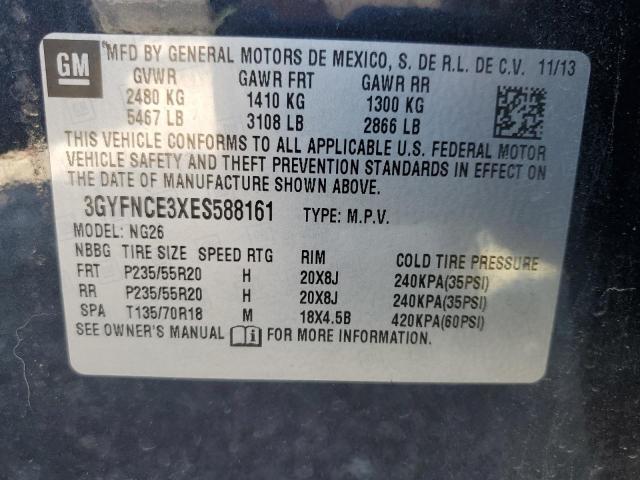 GM MFD BY GENERAL MOTORS DE MEXICO, S. DE R.L. DE C.V. 11/13
GVWR GAWR FRT GAWR RR
2480 KG 1410 KG 1300 KG
5467 LB 3108 LB 2866 LB
THIS VEHICLE CONFORMS TO ALL APPLICABLE U.S. FEDERAL MOTOR
VEHICLE SAFETY AND THEFT PREVENTION STANDARDS IN EFFECT ON
THE DATE OF MANUFACTURE SHOWN ABOVE.
3GYFNCE3XES588161 TYPE: M.P.V.
MODEL: NG26
NBBG TIRE SIZE SPEED RTG RIM COLD TIRE PRESSURE
FRT P235/55R20 H 20X8J 240KPA(35PSI)
RR P235/55R20 H 20X8J 240KPA(35PSI)
SPA T135/70R18 M 18X4.5B 420KPA(60PSI)
SEE OWNER'S MANUAL FOR MORE INFORMATION.